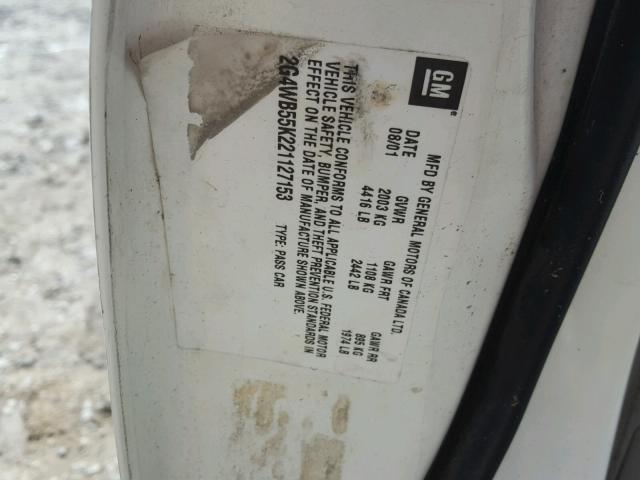 GM
MFD BY GENERAL MOTORS OF CANADA LTD.
DATE GVWR GAWR FRT GAWR RR
08/01 2003 KG 1108 KG 895 KG
4416 LB 2442 LB 1974 LB
THIS VEHICLE CONFORMS TO ALL APPLICABLE U.S. FEDERAL MOTOR
VEHICLE SAFETY, BUMPER, AND THEFT PREVENTION STANDARDS IN
EFFECT ON THE DATE OF MANUFACTURE SHOWN ABOVE.
2G4WB55K221127153 TYPE: PASS CAR